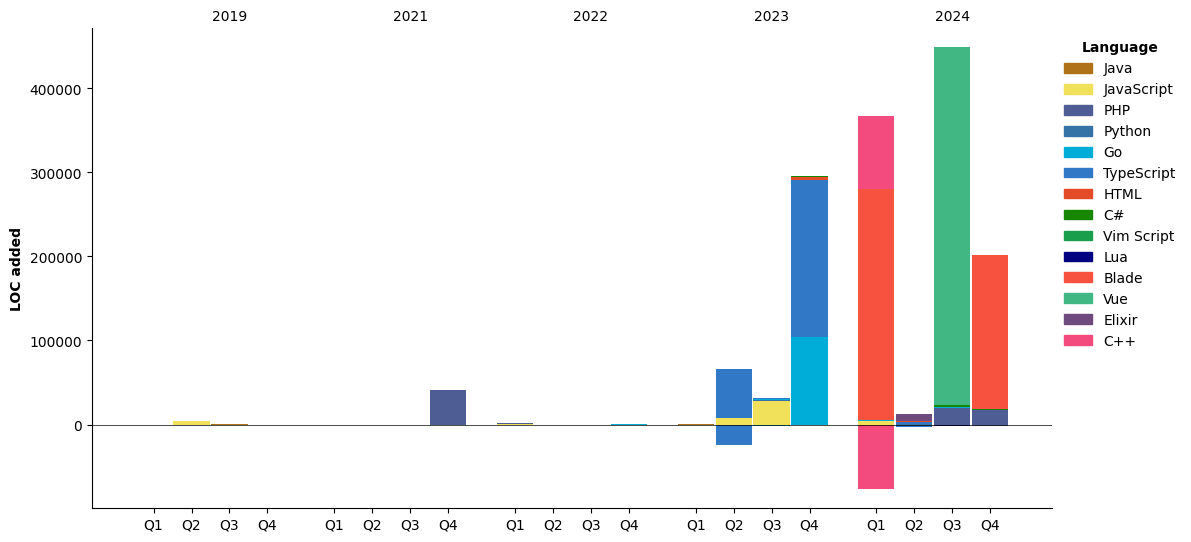 2019 2021 2022 2023 2024
Language
Java
JavaScript
PHP
Python
Go
TypeScript
HTML
C#
Vim Script
Lua
Blade
Vue
Elixir
C++
LOC added
400000
300000
200000
100000
0
Q1 Q2 Q3 Q4 Q1 Q2 Q3 Q4 Q1 Q2 Q3 Q4 Q1 Q2 Q3 Q4 Q1 Q2 Q3 Q4